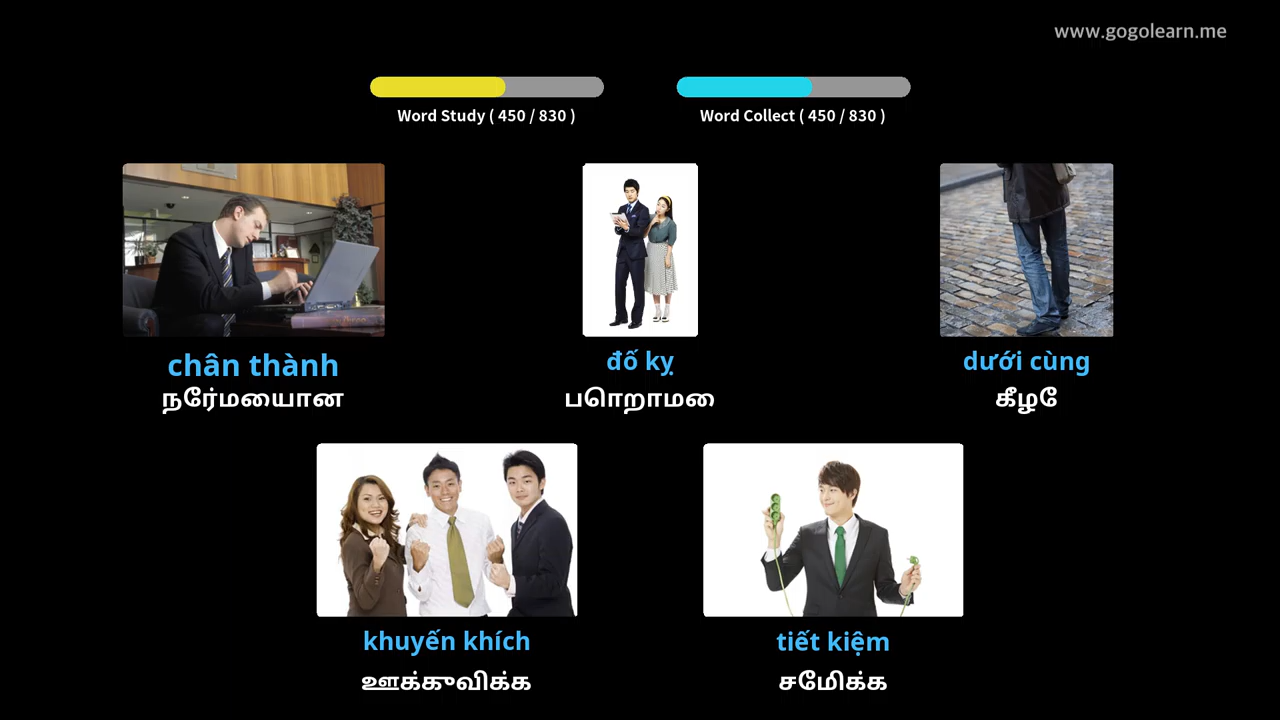 www.gogolearn.me
Word Study ( 450 / 830 )
Word Collect ( 450 / 830 )
chân thành
நேர்மையான
đố kỵ
பொறாமை
dưới cùng
கீழே
khuyến khích
ஊக்குவிக்க
tiết kiệm
சேமிக்க